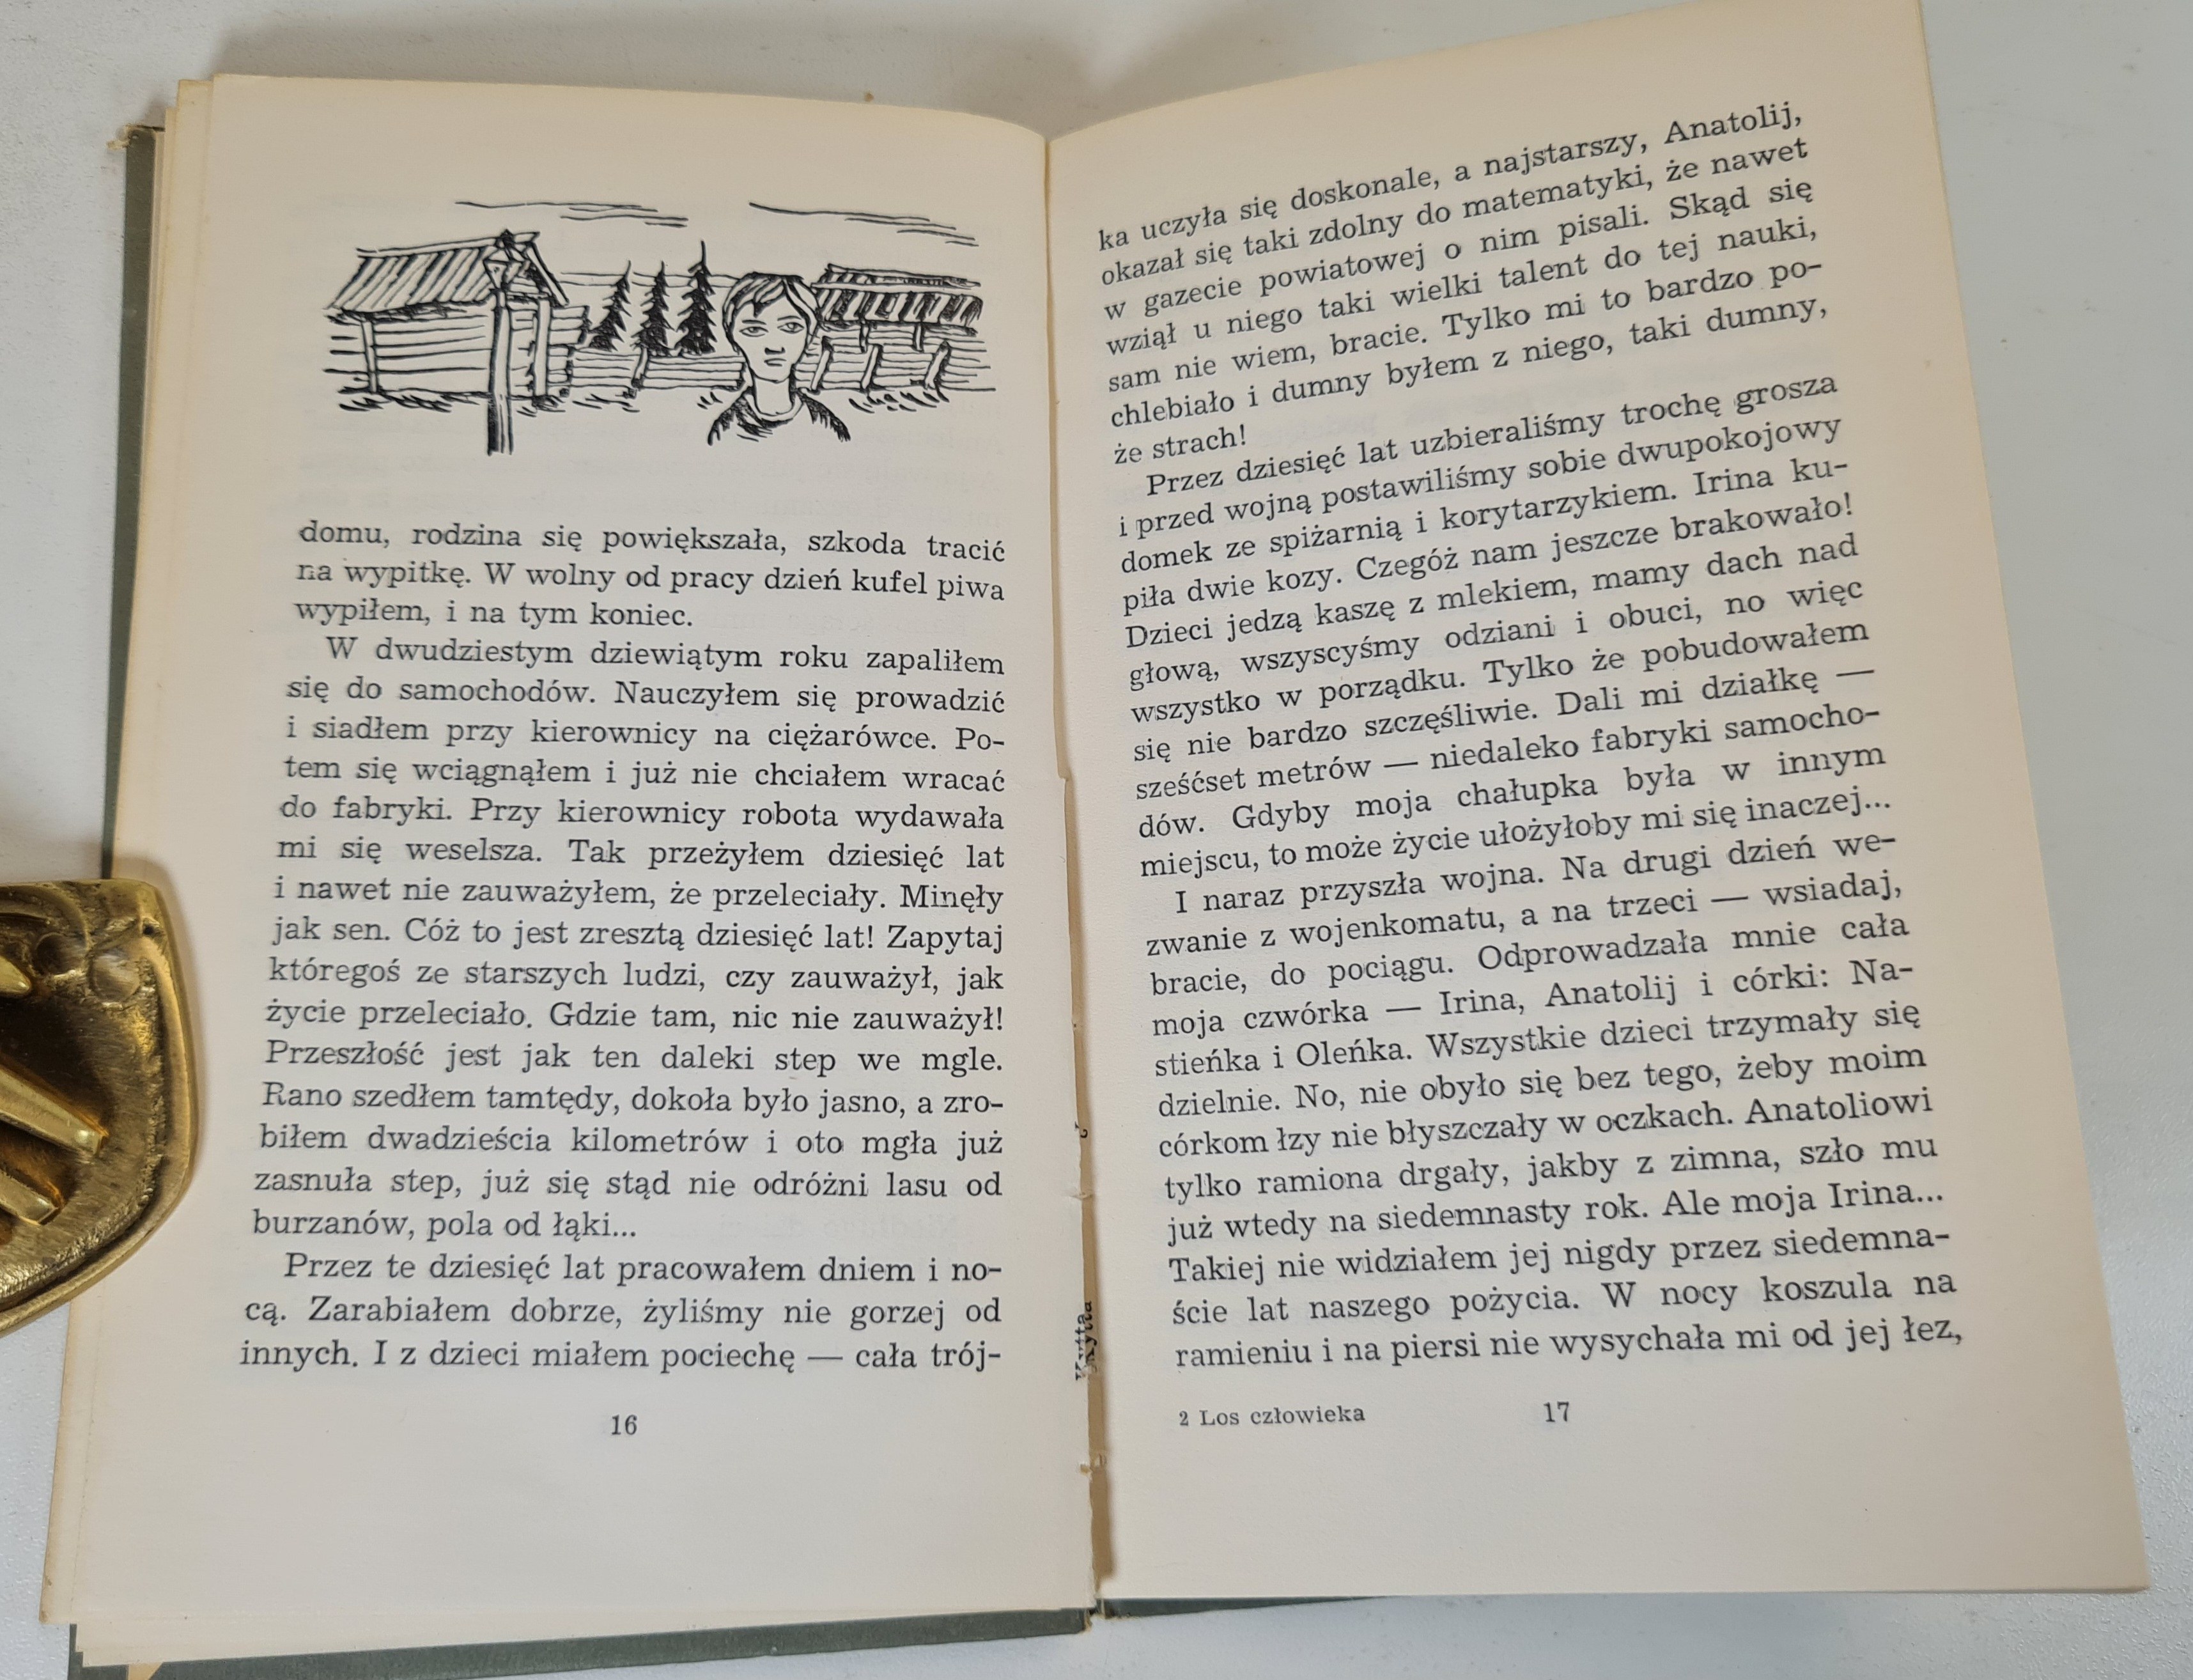 domu, rodzina się powiększała, szkoda tracić
na wypitkę. W wolny od pracy dzień kufel piwa
wypiłem, i na tym koniec.
W dwudziestym dziewiątym roku zapaliłem
się do samochodów. Nauczyłem się prowadzić
i siadłem przy kierownicy na ciężarówce. Po-
tem się wciągnąłem i już nie chciałem wracać
do fabryki. Przy kierownicy robota wydawała
mi się weselsza. Tak przeżyłem dziesięć lat
i nawet nie zauważyłem, że przeleciały. Minęły
jak sen. Cóż to jest zresztą dziesięć lat! Zapytaj
któregoś ze starszych ludzi, czy zauważył, jak
życie przeleciało. Gdzie tam, nic nie zauważył!
Przeszłość jest jak ten daleki step we mgle.
Rano szedłem tamtędy, dokoła było jasno, a zro-
biłem dwadzieścia kilometrów i oto mgła już
zasnuła step, już się stąd nie odróżni lasu od
burzanów, pola od łąki...
Przez te dziesięć lat pracowałem dniem i no-
cą. Zarabiałem dobrze, żyliśmy nie gorzej od
innych. I z dzieci miałem pociechę — cała trój-
16
ka uczyła się doskonale, a najstarszy, Anatolij,
okazał się taki zdolny do matematyki, że nawet
w gazecie powiatowej o nim pisali. Skąd się
wziął u niego taki wielki talent do tej nauki,
sam nie wiem, bracie. Tylko mi to bardzo po-
chlebiało i dumny byłem z niego, taki dumny,
że strach!
Przez dziesięć lat uzbieraliśmy trochę grosza
i przed wojną postawiliśmy sobie dwupokojowy
domek ze spiżarnią i korytarzykiem. Irina ku-
piła dwie kozy. Czegóż nam jeszcze brakowało!
Dzieci jedzą kaszę z mlekiem, mamy dach nad
głową, wszyscyśmy odziani i obuci, no więc
wszystko w porządku. Tylko że pobudowałem
się nie bardzo szczęśliwie. Dali mi działkę —
sześćset metrów — niedaleko fabryki samocho-
dów. Gdyby moja chałupka była w innym
miejscu, to może życie ułożyłoby mi się inaczej...
I naraz przyszła wojna. Na drugi dzień we-
zwanie z wojenkomatu, a na trzeci — wsiadaj,
bracie, do pociągu. Odprowadzała mnie cała
moja czwórka — Irina, Anatolij i córki: Na-
stieńka i Oleńka. Wszystkie dzieci trzymały się
dzielnie. No, nie obyło się bez tego, żeby moim
córkom łzy nie błyszczały w oczkach. Anatoliowi
tylko ramiona drgały, jakby z zimna, szło mu
już wtedy na siedemnasty rok. Ale moja Irina...
Takiej nie widziałem jej nigdy przez siedemna-
ście lat naszego pożycia. W nocy koszula na
ramieniu i na piersi nie wysychała mi od jej łez,
2 Los człowieka
17